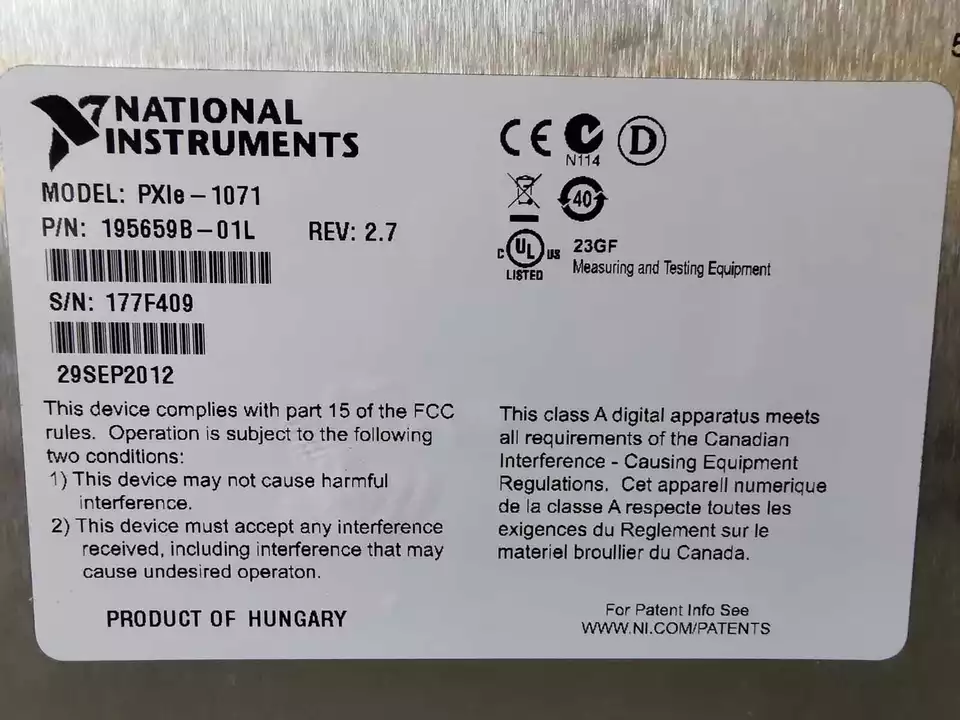 NATIONAL
INSTRUMENTS
MODEL: PXIe-1071
P/N: 195659B-01L REV: 2.7
S/N: 177F409
29SEP2012
This device complies with part 15 of the FCC
rules. Operation is subject to the following
two conditions:
1) This device may not cause harmful
interference.
2) This device must accept any interference
received, including interference that may
cause undesired operaton.
PRODUCT OF HUNGARY
CE
N114
D
40
C UL US
LISTED
23GF
Measuring and Testing Equipment
This class A digital apparatus meets
all requirements of the Canadian
Interference - Causing Equipment
Regulations. Cet appareil numerique
de la classe A respecte toutes les
exigences du Reglement sur le
materiel broullier du Canada.
For Patent Info See
WWW.NI.COM/PATENTS
5